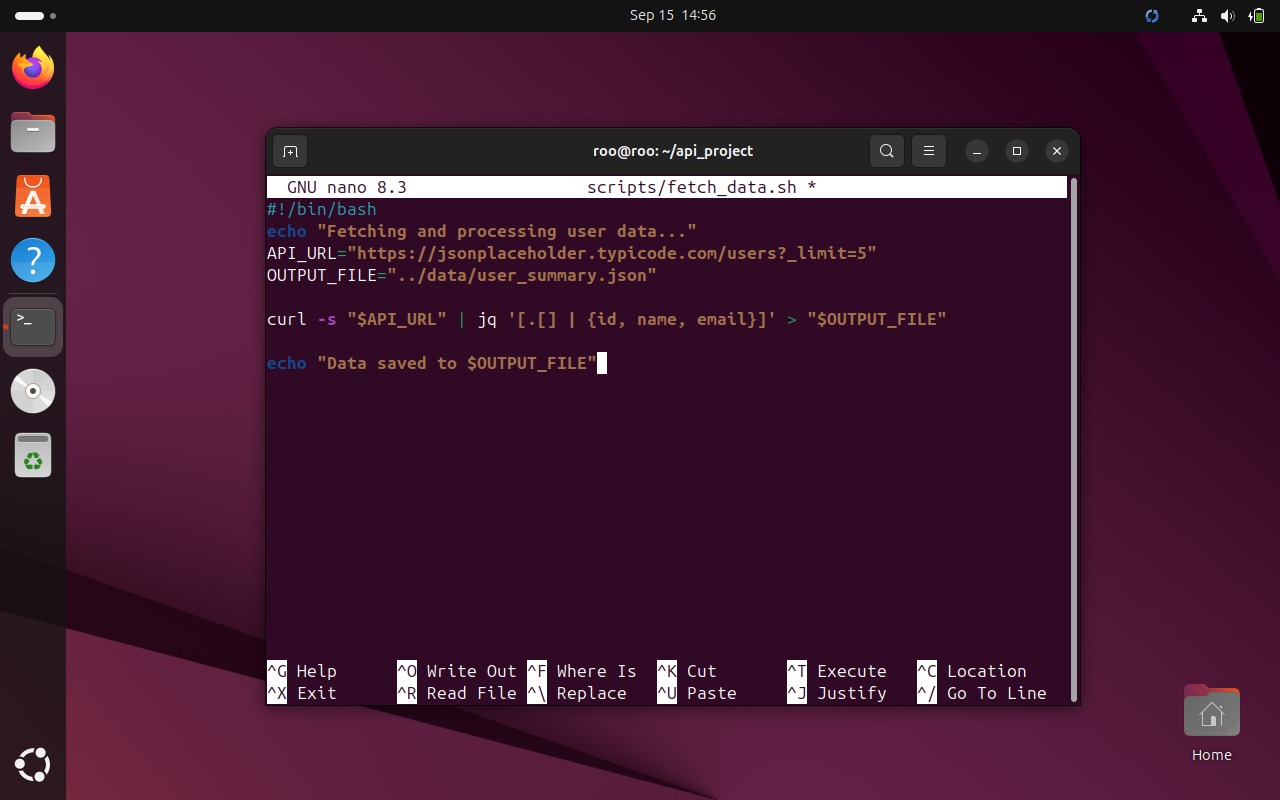 Sep 15 14:56
roo@roo: ~/api_project
GNU nano 8.3 scripts/fetch_data.sh *
#!/bin/bash
echo "Fetching and processing user data..."
API_URL="https://jsonplaceholder.typicode.com/users?_limit=5"
OUTPUT_FILE="../data/user_summary.json"
curl -s "$API_URL" | jq '[.[] | {id, name, email}]' > "$OUTPUT_FILE"
echo "Data saved to $OUTPUT_FILE"
^G Help ^O Write Out ^F Where Is ^K Cut ^T Execute ^C Location
^X Exit ^R Read File ^\ Replace ^U Paste ^J Justify ^/ Go To Line
Home